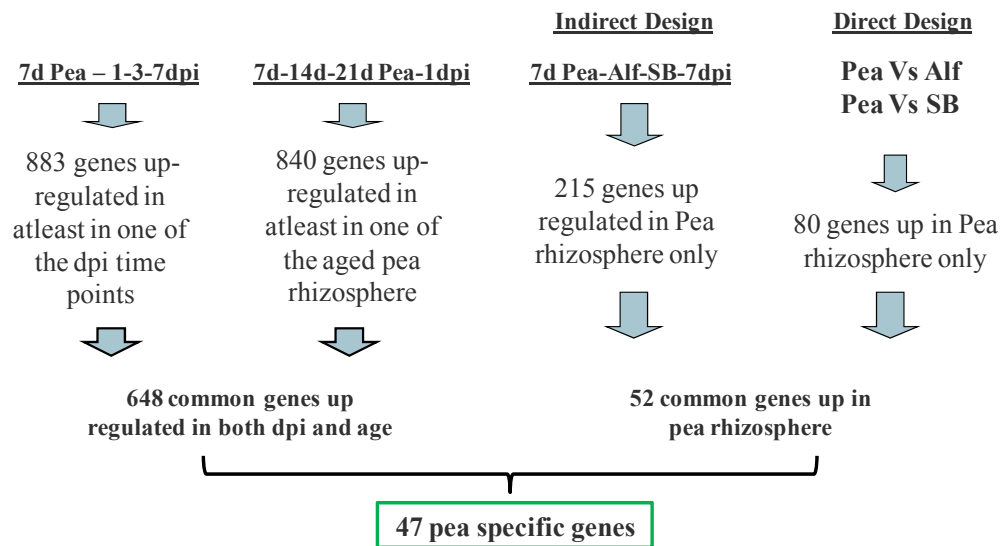 Indirect Design
Direct Design
7d Pea – 1-3-7dpi
7d-14d-21d Pea-1dpi
7d Pea-Alf-SB-7dpi
Pea Vs Alf
Pea Vs SB
883 genes up-
regulated in
atleast in one of
the dpi time
points
840 genes up-
regulated in
atleast in one of
the aged pea
rhizosphere
215 genes up
regulated in Pea
rhizosphere only
80 genes up in Pea
rhizosphere only
648 common genes up
regulated in both dpi and age
52 common genes up in
pea rhizosphere
47 pea specific genes